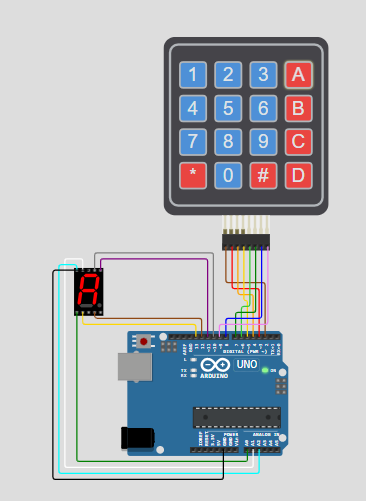 1 2 3 A
4 5 6 B
7 8 9 C
* 0 # D
A
DIGITAL (PWM ~)
L
UNO
TX
RX
ARDUINO
ON
POWER
ANALOG IN